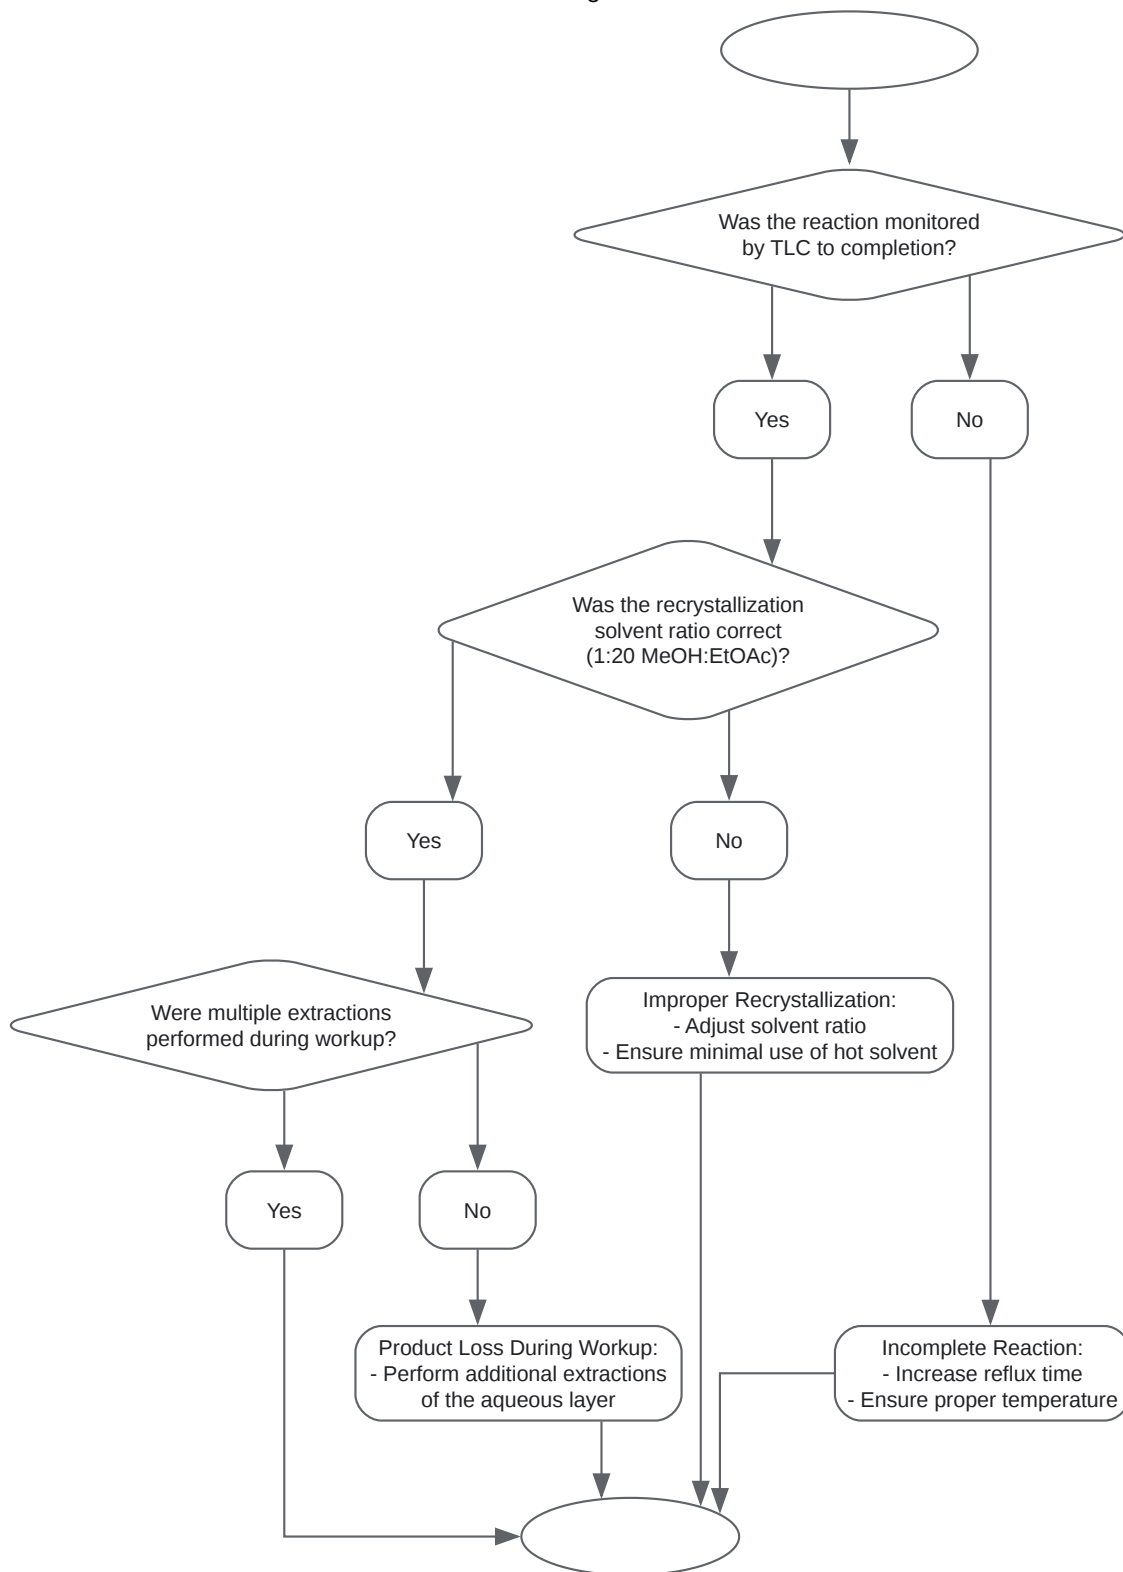 Was the reaction monitored
by TLC to completion?
Yes
No
Was the recrystallization
solvent ratio correct
(1:20 MeOH:EtOAc)?
Yes
No
Were multiple extractions
performed during workup?
Improper Recrystallization:
- Adjust solvent ratio
- Ensure minimal use of hot solvent
Yes
No
Product Loss During Workup:
- Perform additional extractions
of the aqueous layer
Incomplete Reaction:
- Increase reflux time
- Ensure proper temperature